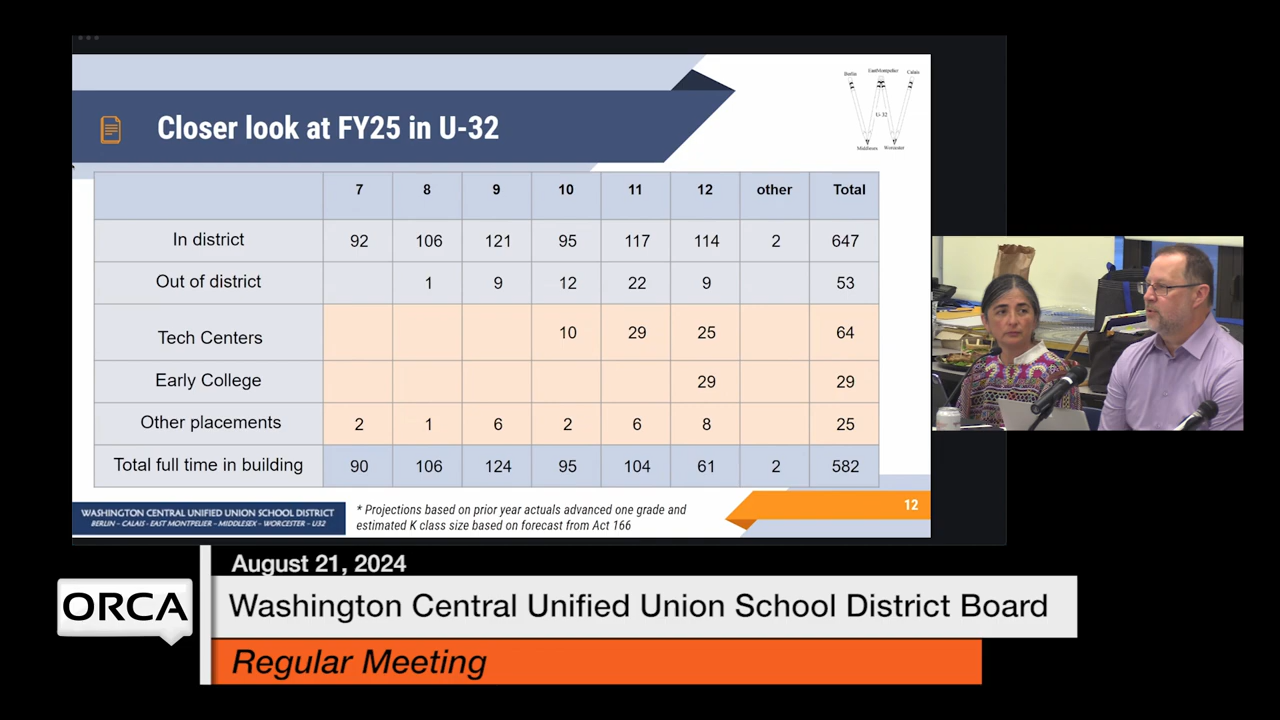 Closer look at FY25 in U-32
Berlin EastMontpelier Calais
U-32
Middlesex Worcester
7 8 9 10 11 12 other Total
In district 92 106 121 95 117 114 2 647
Out of district 1 9 12 22 9 53
Tech Centers 10 29 25 64
Early College 29 29
Other placements 2 1 6 2 6 8 25
Total full time in building 90 106 124 95 104 61 2 582
WASHINGTON CENTRAL UNIFIED UNION SCHOOL DISTRICT
BERLIN – CALAIS - EAST MONTPELIER – MIDDLESEX – WORCESTER – U32
* Projections based on prior year actuals advanced one grade and
estimated K class size based on forecast from Act 166
12
August 21, 2024
ORCA
Washington Central Unified Union School District Board
Regular Meeting